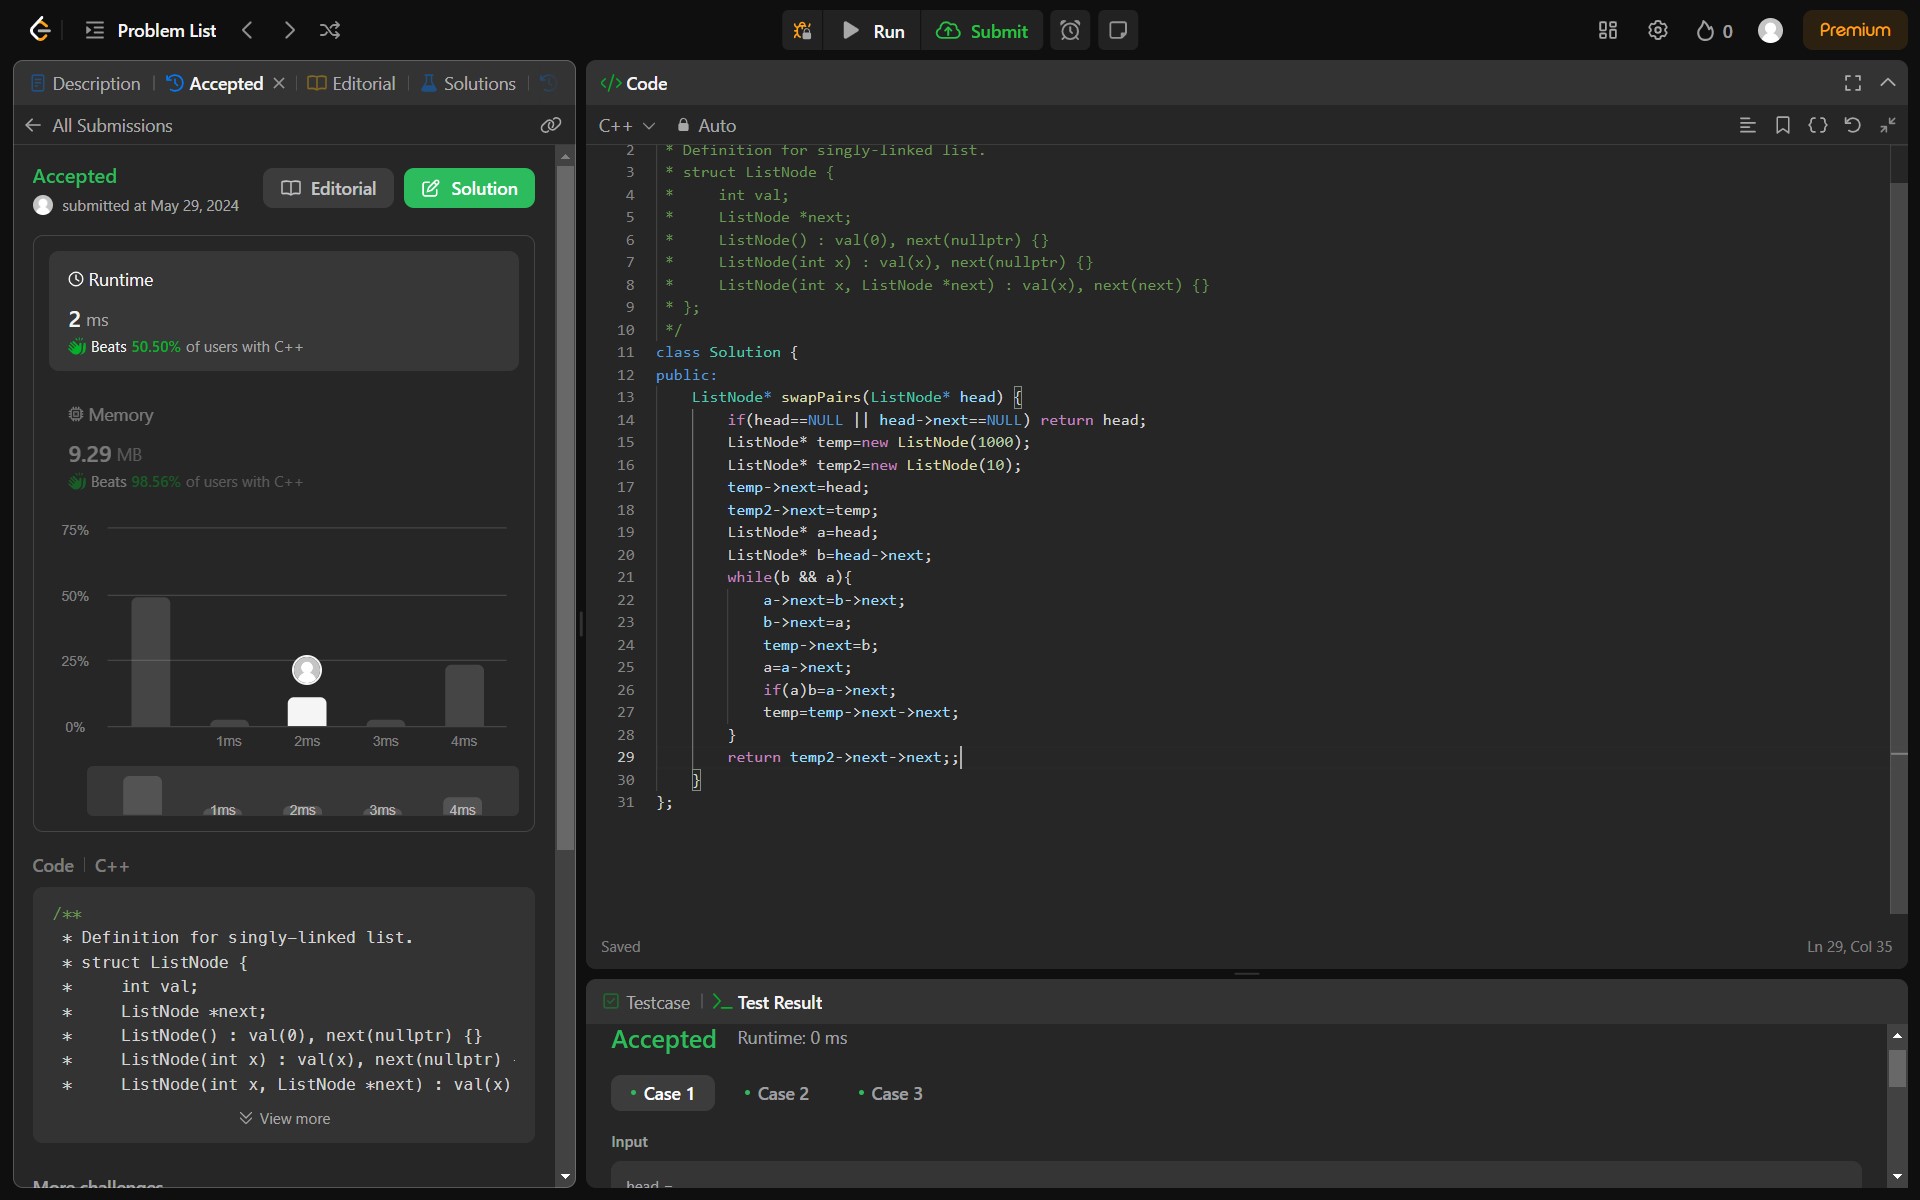 Problem List
Run
Submit
0
Premium
Description
Accepted
Editorial
Solutions
All Submissions
Accepted
submitted at May 29, 2024
Editorial
Solution
Runtime
2 ms
Beats 50.50% of users with C++
Memory
9.29 MB
Beats 98.56% of users with C++
75%
50%
25%
0%
1ms 2ms 3ms 4ms
1ms 2ms 3ms 4ms
Code C++
/**
* Definition for singly-linked list.
* struct ListNode {
*     int val;
*     ListNode *next;
*     ListNode() : val(0), next(nullptr) {}
*     ListNode(int x) : val(x), next(nullptr)
*     ListNode(int x, ListNode *next) : val(x)
View more
More challenges
</> Code
C++
Auto
2 * Definition for singly-linked list.
3 * struct ListNode {
4 *     int val;
5 *     ListNode *next;
6 *     ListNode() : val(0), next(nullptr) {}
7 *     ListNode(int x) : val(x), next(nullptr) {}
8 *     ListNode(int x, ListNode *next) : val(x), next(next) {}
9 * };
10 */
11 class Solution {
12 public:
13     ListNode* swapPairs(ListNode* head) {
14         if(head==NULL || head->next==NULL) return head;
15         ListNode* temp=new ListNode(1000);
16         ListNode* temp2=new ListNode(10);
17         temp->next=head;
18         temp2->next=temp;
19         ListNode* a=head;
20         ListNode* b=head->next;
21         while(b && a){
22             a->next=b->next;
23             b->next=a;
24             temp->next=b;
25             a=a->next;
26             if(a)b=a->next;
27             temp=temp->next->next;
28         }
29         return temp2->next->next;;
30     }
31 };
Saved
Ln 29, Col 35
Testcase
Test Result
Accepted
Runtime: 0 ms
Case 1
Case 2
Case 3
Input
head =